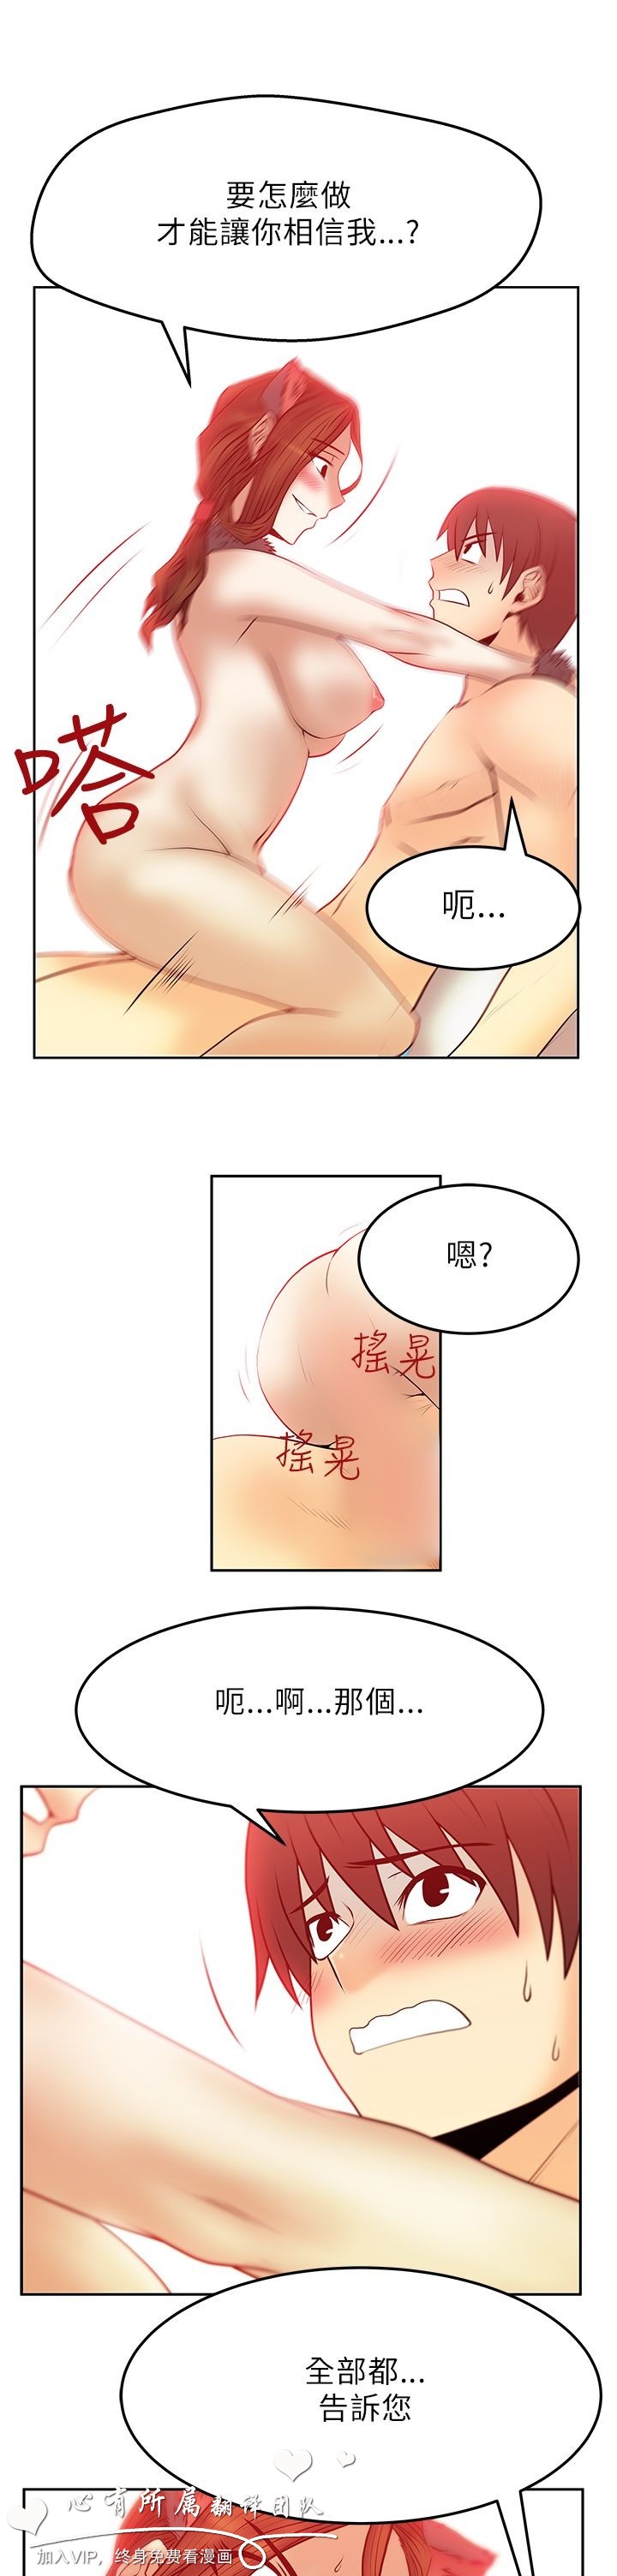 要怎麼做
才能讓你相信我...?
嗒
呃...
嗯?
搖晃
搖晃
呃...啊...那個...
全部都...
告訴您
心有所属翻译团队
加入VIP，终身免费看漫画